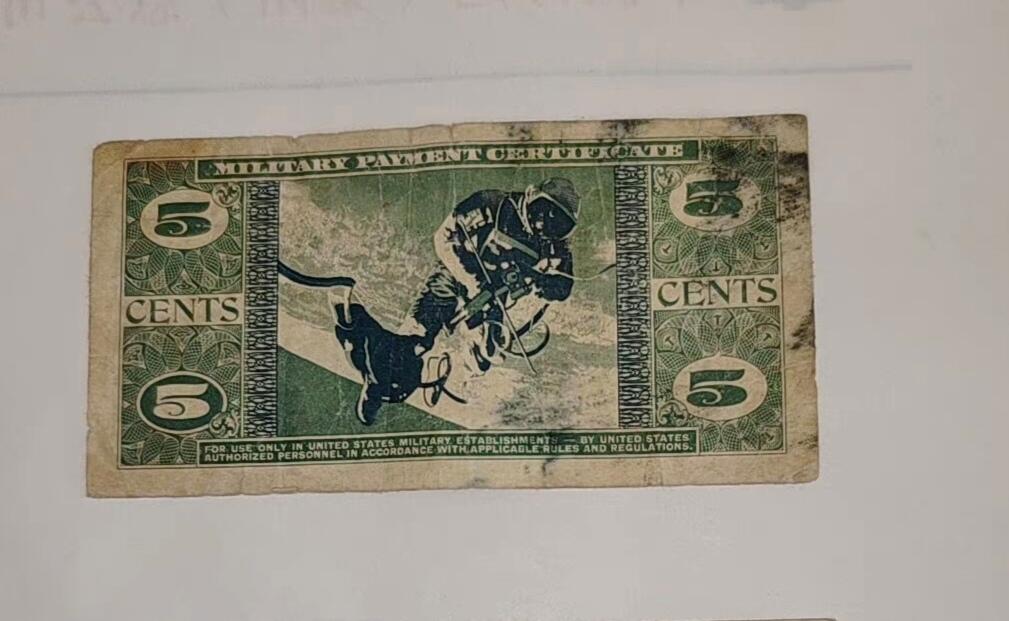 MILITARY PAYMENT CERTIFICATE
5 5
CENTS CENTS
5 5
FOR USE ONLY IN UNITED STATES MILITARY ESTABLISHMENTS — BY UNITED STATES
AUTHORIZED PERSONNEL IN ACCORDANCE WITH APPLICABLE RULES AND REGULATIONS.